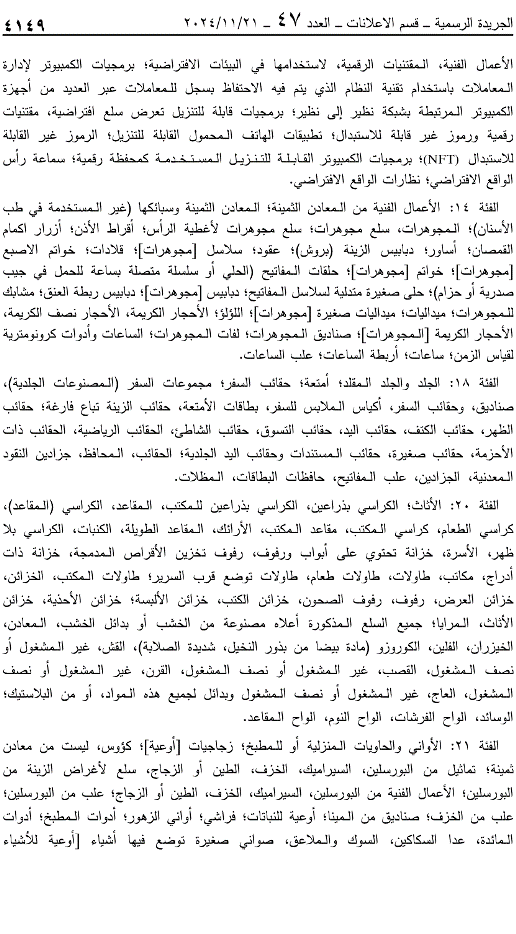 الجريدة الرسمية ــ قسم الاعلانات ــ العدد ٤٧ ــ ٢٠٢٤/١١/٢١ ٤١٤٩
الأعمال الفنية، المقتنيات الرقمية، لاستخدامها في البيئات الافتراضية؛ برمجيات الكمبيوتر لإدارة
المعاملات باستخدام تقنية النظام الذي يتم فيه الاحتفاظ بسجل للمعاملات عبر العديد من أجهزة
الكمبيوتر المرتبطة بشبكة نظير إلى نظير؛ برمجيات قابلة للتنزيل تعرض سلع افتراضية، مقتنيات
رقمية ورموز غير قابلة للاستبدال؛ تطبيقات الهاتف المحمول القابلة للتنزيل؛ الرموز غير القابلة
للاستبدال (NFT)؛ برمجيات الكمبيوتر القابلة للتنزيل المستخدمة كمحفظة رقمية؛ سماعة رأس
الواقع الافتراضي؛ نظارات الواقع الافتراضي.
الفئة ١٤: الأعمال الفنية من المعادن الثمينة؛ المعادن الثمينة وسبائكها (غير المستخدمة في طب
الأسنان)؛ المجوهرات، سلع مجوهرات؛ سلع مجوهرات لأغطية الرأس؛ أقراط الأذن؛ أزرار اكمام
القمصان؛ أساور؛ دبابيس الزينة (بروش)؛ عقود؛ سلاسل [مجوهرات]؛ قلادات؛ خواتم الاصبع
[مجوهرات]؛ خواتم [مجوهرات]؛ حلقات المفاتيح (الحلي أو سلسلة متصلة بساعة للحمل في جيب
صدرية أو حزام)؛ حلى صغيرة متدلية لسلاسل المفاتيح؛ دبابيس [مجوهرات]؛ دبابيس ربطة العنق؛ مشابك
للمجوهرات؛ ميداليات؛ ميداليات صغيرة [مجوهرات]؛ اللؤلؤ؛ الأحجار الكريمة، الأحجار نصف الكريمة،
الأحجار الكريمة [المجوهرات]؛ صناديق المجوهرات؛ لفات المجوهرات؛ الساعات وأدوات كرونومترية
لقياس الزمن؛ ساعات؛ أربطة الساعات؛ علب الساعات.
الفئة ١٨: الجلد والجلد المقلد؛ أمتعة؛ حقائب السفر؛ مجموعات السفر (المصنوعات الجلدية)،
صناديق، وحقائب السفر، أكياس الملابس للسفر، بطاقات الأمتعة، حقائب الزينة تباع فارغة؛ حقائب
الظهر، حقائب الكتف، حقائب اليد، حقائب التسوق، حقائب الشاطئ، الحقائب الرياضية، الحقائب ذات
الأحزمة، حقائب صغيرة، حقائب المستندات وحقائب اليد الجلدية؛ الحقائب، المحافظ، جزادين النقود
المعدنية، الجزادين، علب المفاتيح، حافظات البطاقات، المظلات.
الفئة ٢٠: الأثاث؛ الكراسي بذراعين، الكراسي بذراعين للمكتب، المقاعد، الكراسي (المقاعد)،
كراسي الطعام، كراسي المكتب، مقاعد المكتب، الأرائك، المقاعد الطويلة، الكنبات، الكراسي بلا
ظهر، الأسرة، خزانة تحتوي على أبواب ورفوف، رفوف تخزين الأقراص المدمجة، خزانة ذات
أدراج، مكاتب، طاولات، طاولات طعام، طاولات توضع قرب السرير؛ طاولات المكتب، الخزائن،
خزائن العرض، رفوف، رفوف الصحون، خزائن الكتب، خزائن الألبسة؛ خزائن الأحذية، خزائن
الأثاث، المرايا؛ جميع السلع المذكورة أعلاه مصنوعة من الخشب أو بدائل الخشب، المعادن،
الخيزران، الفلين، الكوروزو (مادة بيضا من بذور النخيل، شديدة الصلابة)، القش، غير المشغول أو
نصف المشغول، القصب، غير المشغول أو نصف المشغول، القرن، غير المشغول أو نصف
المشغول، العاج، غير المشغول أو نصف المشغول وبدائل لجميع هذه المواد، أو من البلاستيك؛
الوسائد، الواح الفرشات، الواح النوم، الواح المقاعد.
الفئة ٢١: الأواني والحاويات المنزلية أو للمطبخ؛ زجاجيات [أوعية]؛ كؤوس، ليست من معادن
ثمينة؛ تماثيل من البورسلين، السيراميك، الخزف، الطين أو الزجاج، سلع لأغراض الزينة من
البورسلين؛ الأعمال الفنية من البورسلين، السيراميك، الخزف، الطين أو الزجاج؛ علب من البورسلين؛
علب من الخزف؛ صناديق من المينا؛ أوعية للنباتات؛ فراشي؛ أواني الزهور؛ أدوات المطبخ؛ أدوات
المائدة، عدا السكاكين، السوك والملاعق، صواني صغيرة توضع فيها أشياء [أوعية للأشياء